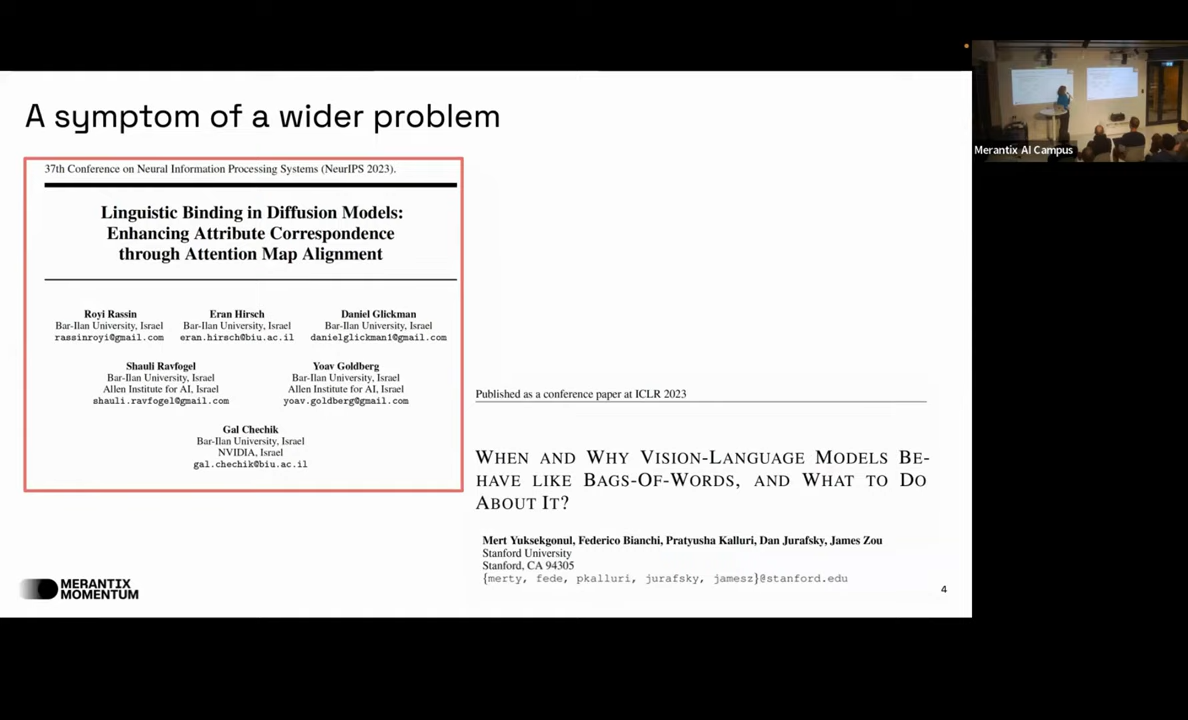 A symptom of a wider problem
37th Conference on Neural Information Processing Systems (NeurIPS 2023).
Linguistic Binding in Diffusion Models:
Enhancing Attribute Correspondence
through Attention Map Alignment
Royi Rassin
Bar-Ilan University, Israel
rassinroyi@gmail.com
Eran Hirsch
Bar-Ilan University, Israel
eran.hirsch@biu.ac.il
Daniel Glickman
Bar-Ilan University, Israel
danielglickman1@gmail.com
Shauli Ravfogel
Bar-Ilan University, Israel
Allen Institute for AI, Israel
shauli.ravfogel@gmail.com
Yoav Goldberg
Bar-Ilan University, Israel
Allen Institute for AI, Israel
yoav.goldberg@gmail.com
Gal Chechik
Bar-Ilan University, Israel
NVIDIA, Israel
gal.chechik@biu.ac.il
Published as a conference paper at ICLR 2023
WHEN AND WHY VISION-LANGUAGE MODELS BE-
HAVE LIKE BAGS-OF-WORDS, AND WHAT TO DO
ABOUT IT?
Mert Yuksekgonul, Federico Bianchi, Pratyusha Kalluri, Dan Jurafsky, James Zou
Stanford University
Stanford, CA 94305
{merty, fede, pkalluri, jurafsky, jamesz}@stanford.edu
MERANTIX
MOMENTUM
4
Merantix AI Campus